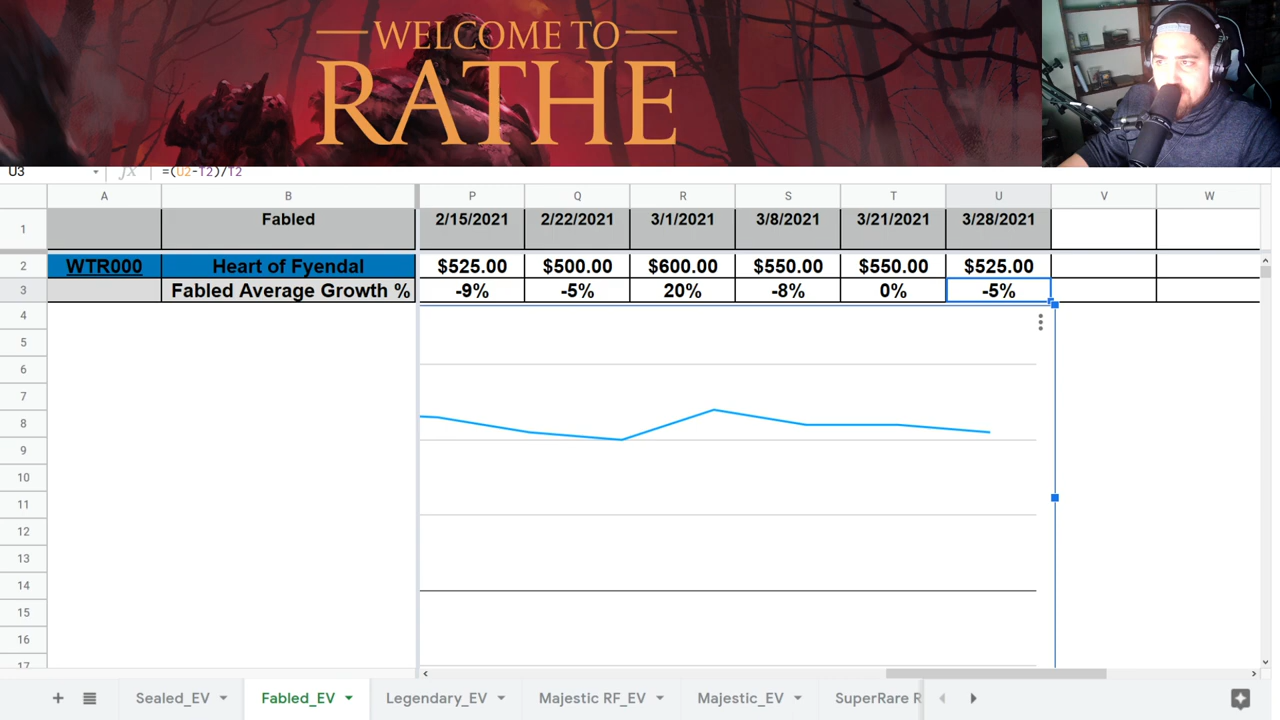 WELCOME TO
RATHE
U3 fx =(U2-T2)/T2
A B P Q R S T U V W
1 Fabled 2/15/2021 2/22/2021 3/1/2021 3/8/2021 3/21/2021 3/28/2021
2 WTR000 Heart of Fyendal $525.00 $500.00 $600.00 $550.00 $550.00 $525.00
3 Fabled Average Growth % -9% -5% 20% -8% 0% -5%
4
5
6
7
8
9
10
11
12
13
14
15
16
17
Sealed_EV Fabled_EV Legendary_EV Majestic RF_EV Majestic_EV SuperRare R